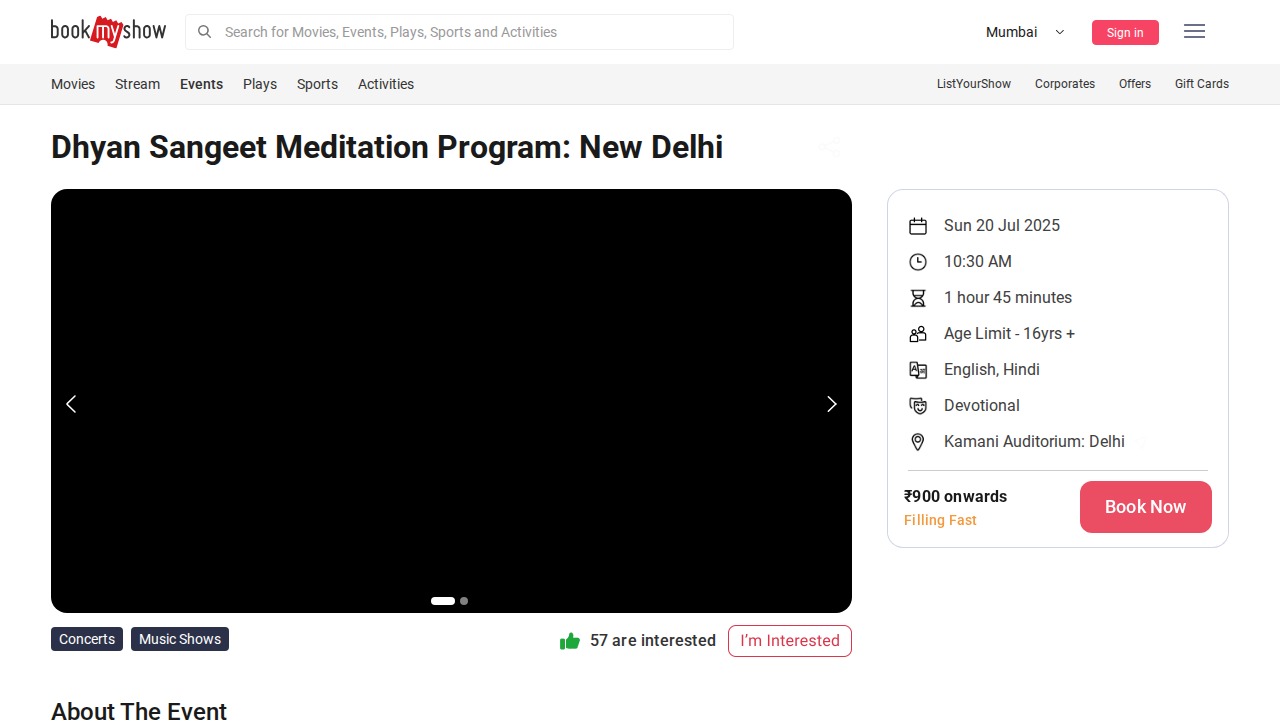 book my show
Search for Movies, Events, Plays, Sports and Activities
Mumbai
Sign in
Movies Stream Events Plays Sports Activities
ListYourShow Corporates Offers Gift Cards
Dhyan Sangeet Meditation Program: New Delhi
Sun 20 Jul 2025
10:30 AM
1 hour 45 minutes
Age Limit - 16yrs +
English, Hindi
Devotional
Kamani Auditorium: Delhi
₹900 onwards
Filling Fast
Book Now
Concerts
Music Shows
57 are interested
I'm Interested
About The Event